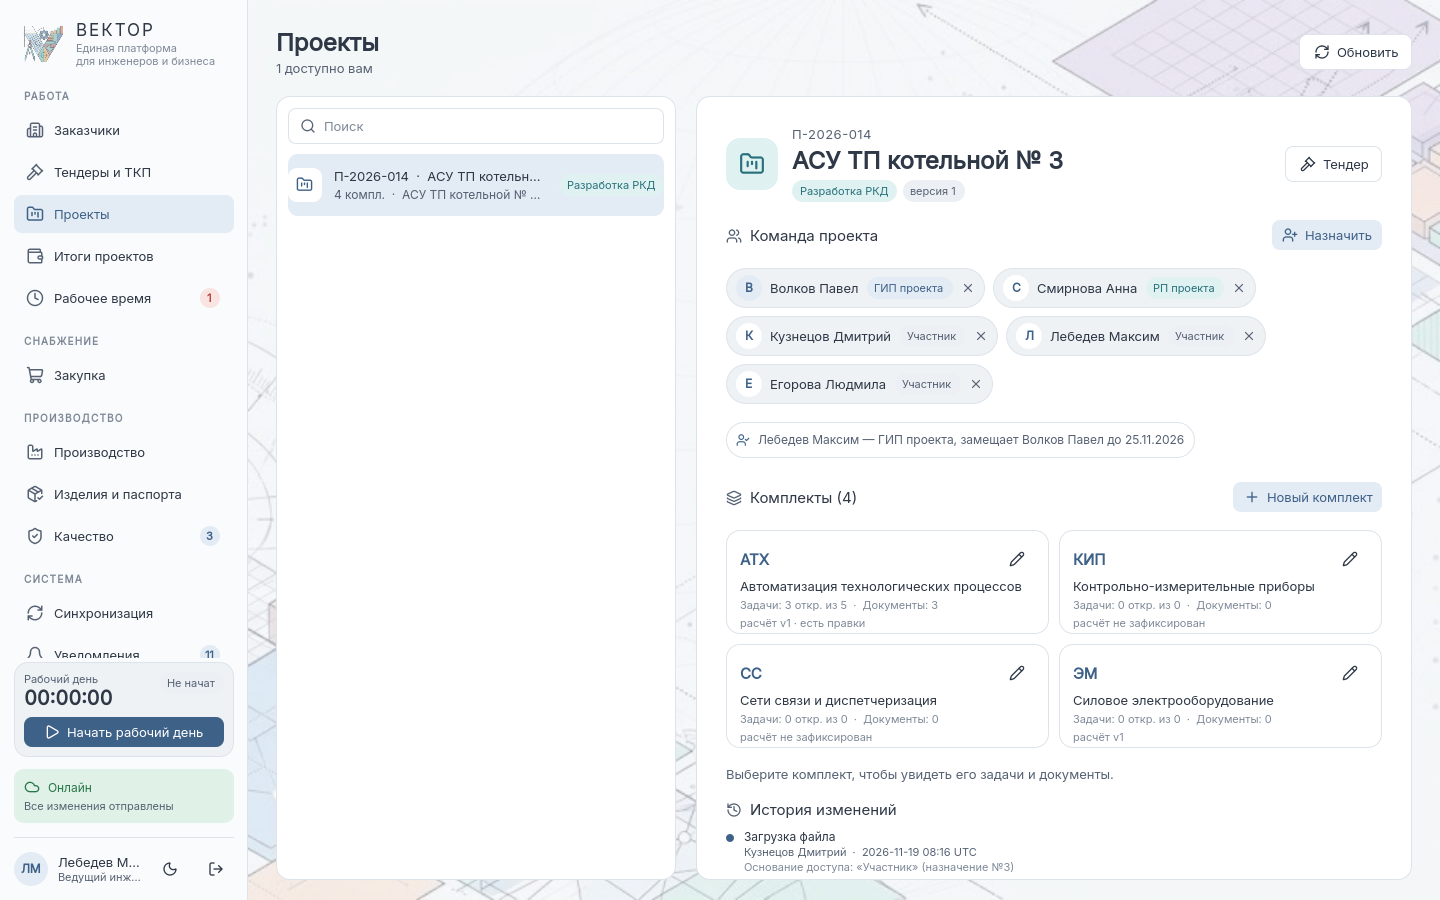 ВЕКТОР
Единая платформа
для инженеров и бизнеса
РАБОТА
Заказчики
Тендеры и ТКП
Проекты
Итоги проектов
Рабочее время 1
СНАБЖЕНИЕ
Закупка
ПРОИЗВОДСТВО
Производство
Изделия и паспорта
Качество 3
СИСТЕМА
Синхронизация
Уведомления 11
Рабочий день
Не начат
00:00:00
Начать рабочий день
Онлайн
Все изменения отправлены
ЛМ
Лебедев М...
Ведущий инж...
Проекты
1 доступно вам
Обновить
Поиск
П-2026-014 · АСУ ТП котельн...
4 компл. · АСУ ТП котельной № ...
Разработка РКД
П-2026-014
АСУ ТП котельной № 3
Разработка РКД версия 1
Тендер
Команда проекта
Назначить
В Волков Павел ГИП проекта
С Смирнова Анна РП проекта
К Кузнецов Дмитрий Участник
Л Лебедев Максим Участник
Е Егорова Людмила Участник
Лебедев Максим — ГИП проекта, замещает Волков Павел до 25.11.2026
Комплекты (4)
Новый комплект
АТХ
Автоматизация технологических процессов
Задачи: 3 откр. из 5 · Документы: 3
расчёт v1 · есть правки
КИП
Контрольно-измерительные приборы
Задачи: 0 откр. из 0 · Документы: 0
расчёт не зафиксирован
СС
Сети связи и диспетчеризация
Задачи: 0 откр. из 0 · Документы: 0
расчёт не зафиксирован
ЭМ
Силовое электрооборудование
Задачи: 0 откр. из 0 · Документы: 0
расчёт v1
Выберите комплект, чтобы увидеть его задачи и документы.
История изменений
Загрузка файла
Кузнецов Дмитрий · 2026-11-19 08:16 UTC
Основание доступа: «Участник» (назначение №3)